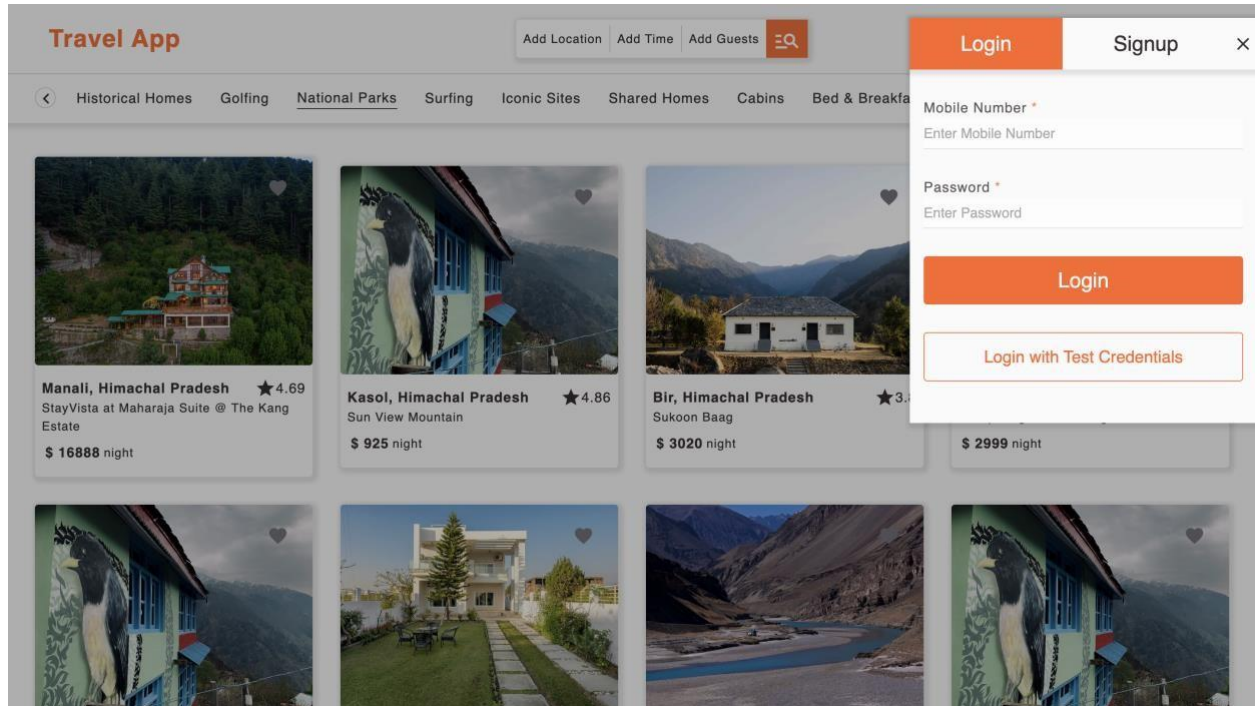 Travel App
Add Location Add Time Add Guests
Login Signup ×
Historical Homes Golfing National Parks Surfing Iconic Sites Shared Homes Cabins Bed & Breakfa
Mobile Number *
Enter Mobile Number
Password *
Enter Password
Login
Login with Test Credentials
Manali, Himachal Pradesh ★4.69
StayVista at Maharaja Suite @ The Kang
Estate
$ 16888 night
Kasol, Himachal Pradesh ★4.86
Sun View Mountain
$ 925 night
Bir, Himachal Pradesh ★3.
Sukoon Baag
$ 3020 night
$ 2999 night